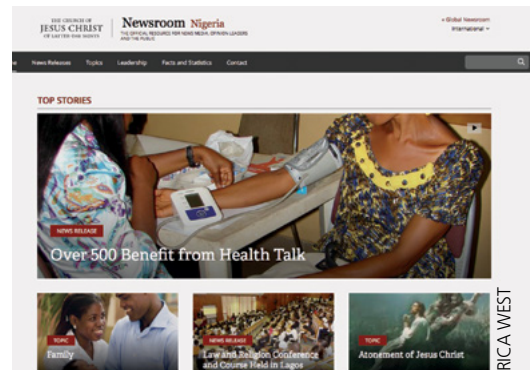 THE CHURCH OF
JESUS CHRIST
OF LATTER-DAY SAINTS
Newsroom Nigeria
THE OFFICIAL RESOURCE FOR NEWS MEDIA, OPINION LEADERS
AND THE PUBLIC
+ Global Newsroom
International
News Releases Topics Leadership Facts and Statistics Contact
TOP STORIES
NEWS RELEASE
Over 500 Benefit from Health Talk
TOPIC
Family
NEWS RELEASE
Law and Religion Conference
and Course Held in Lagos
TOPIC
Atonement of Jesus Christ
RICA WEST